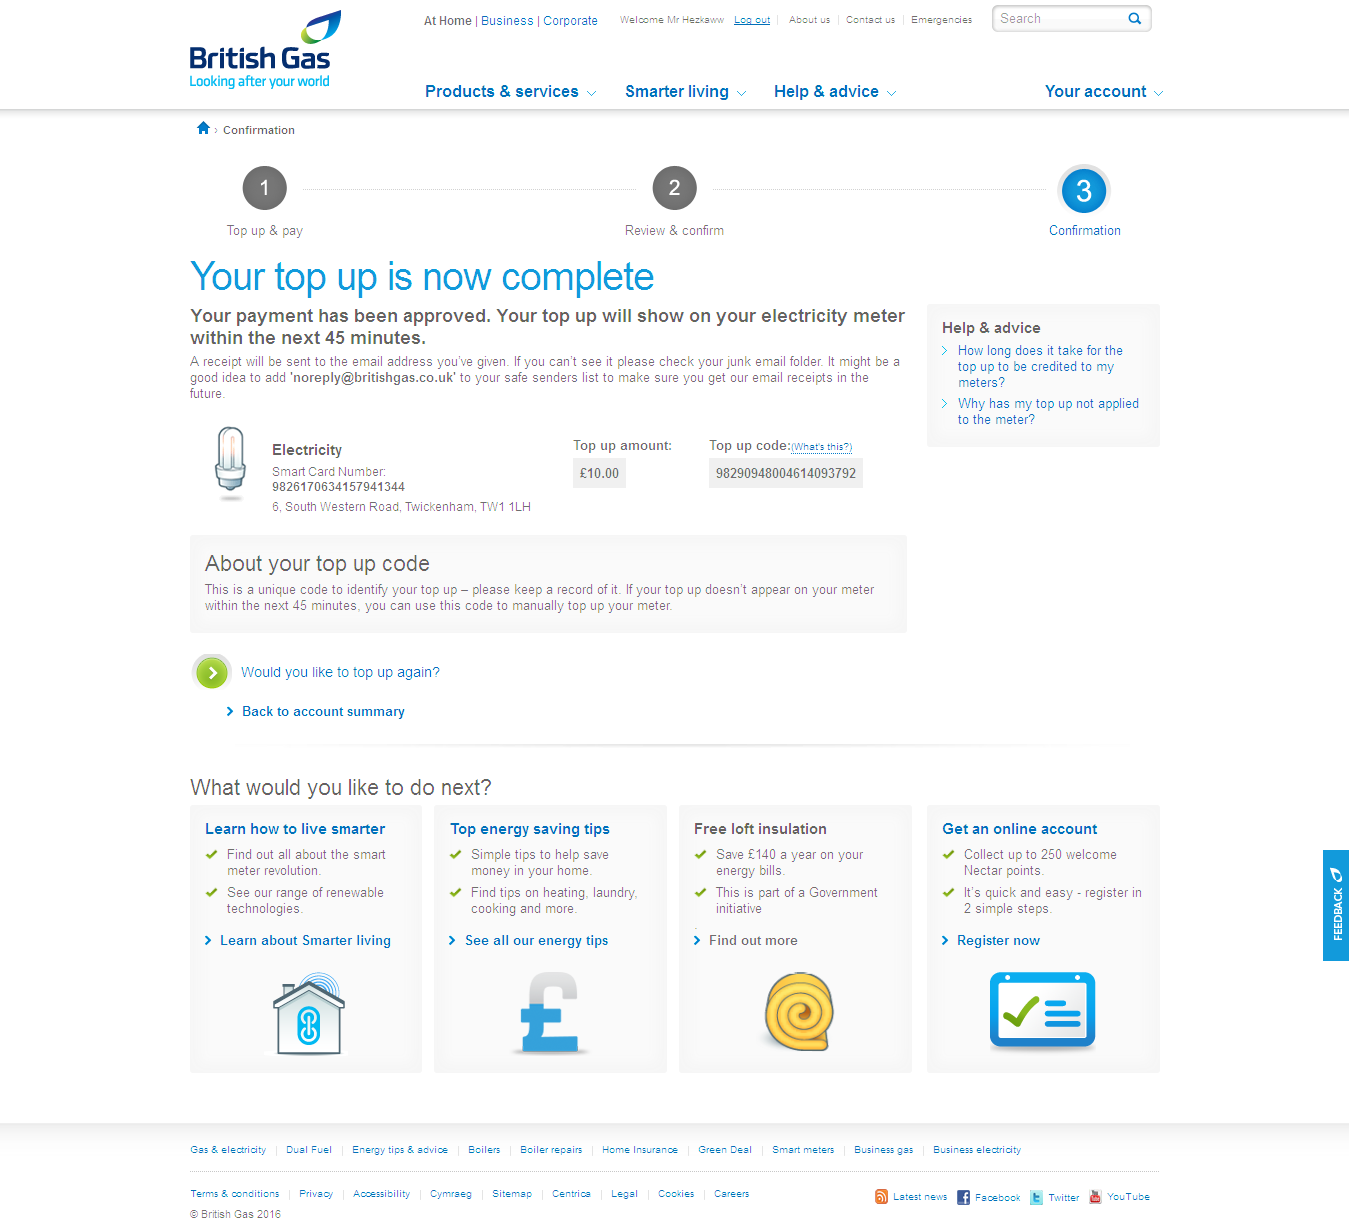 British Gas
Looking after your world
At Home | Business | Corporate
Welcome Mr Hezkaww Log out About us Contact us Emergencies
Search
Products & services
Smarter living
Help & advice
Your account
› Confirmation
1
2
3
Top up & pay
Review & confirm
Confirmation
Your top up is now complete
Your payment has been approved. Your top up will show on your electricity meter
within the next 45 minutes.
A receipt will be sent to the email address you've given. If you can't see it please check your junk email folder. It might be a
good idea to add 'noreply@britishgas.co.uk' to your safe senders list to make sure you get our email receipts in the
future.
Help & advice
How long does it take for the
top up to be credited to my
meters?
Why has my top up not applied
to the meter?
Electricity
Smart Card Number:
9826170634157941344
6, South Western Road, Twickenham, TW1 1LH
Top up amount:
£10.00
Top up code:(What's this?)
98290948004614093792
About your top up code
This is a unique code to identify your top up – please keep a record of it. If your top up doesn't appear on your meter
within the next 45 minutes, you can use this code to manually top up your meter.
Would you like to top up again?
Back to account summary
What would you like to do next?
Learn how to live smarter
Find out all about the smart
meter revolution.
See our range of renewable
technologies.
Learn about Smarter living
Top energy saving tips
Simple tips to help save
money in your home.
Find tips on heating, laundry,
cooking and more.
See all our energy tips
£
Free loft insulation
Save £140 a year on your
energy bills.
This is part of a Government
initiative
Find out more
Get an online account
Collect up to 250 welcome
Nectar points.
It's quick and easy - register in
2 simple steps.
Register now
FEEDBACK
Gas & electricity Dual Fuel Energy tips & advice Boilers Boiler repairs Home Insurance Green Deal Smart meters Business gas Business electricity
Terms & conditions Privacy Accessibility Cymraeg Sitemap Centrica Legal Cookies Careers
Latest news Facebook Twitter YouTube
© British Gas 2016